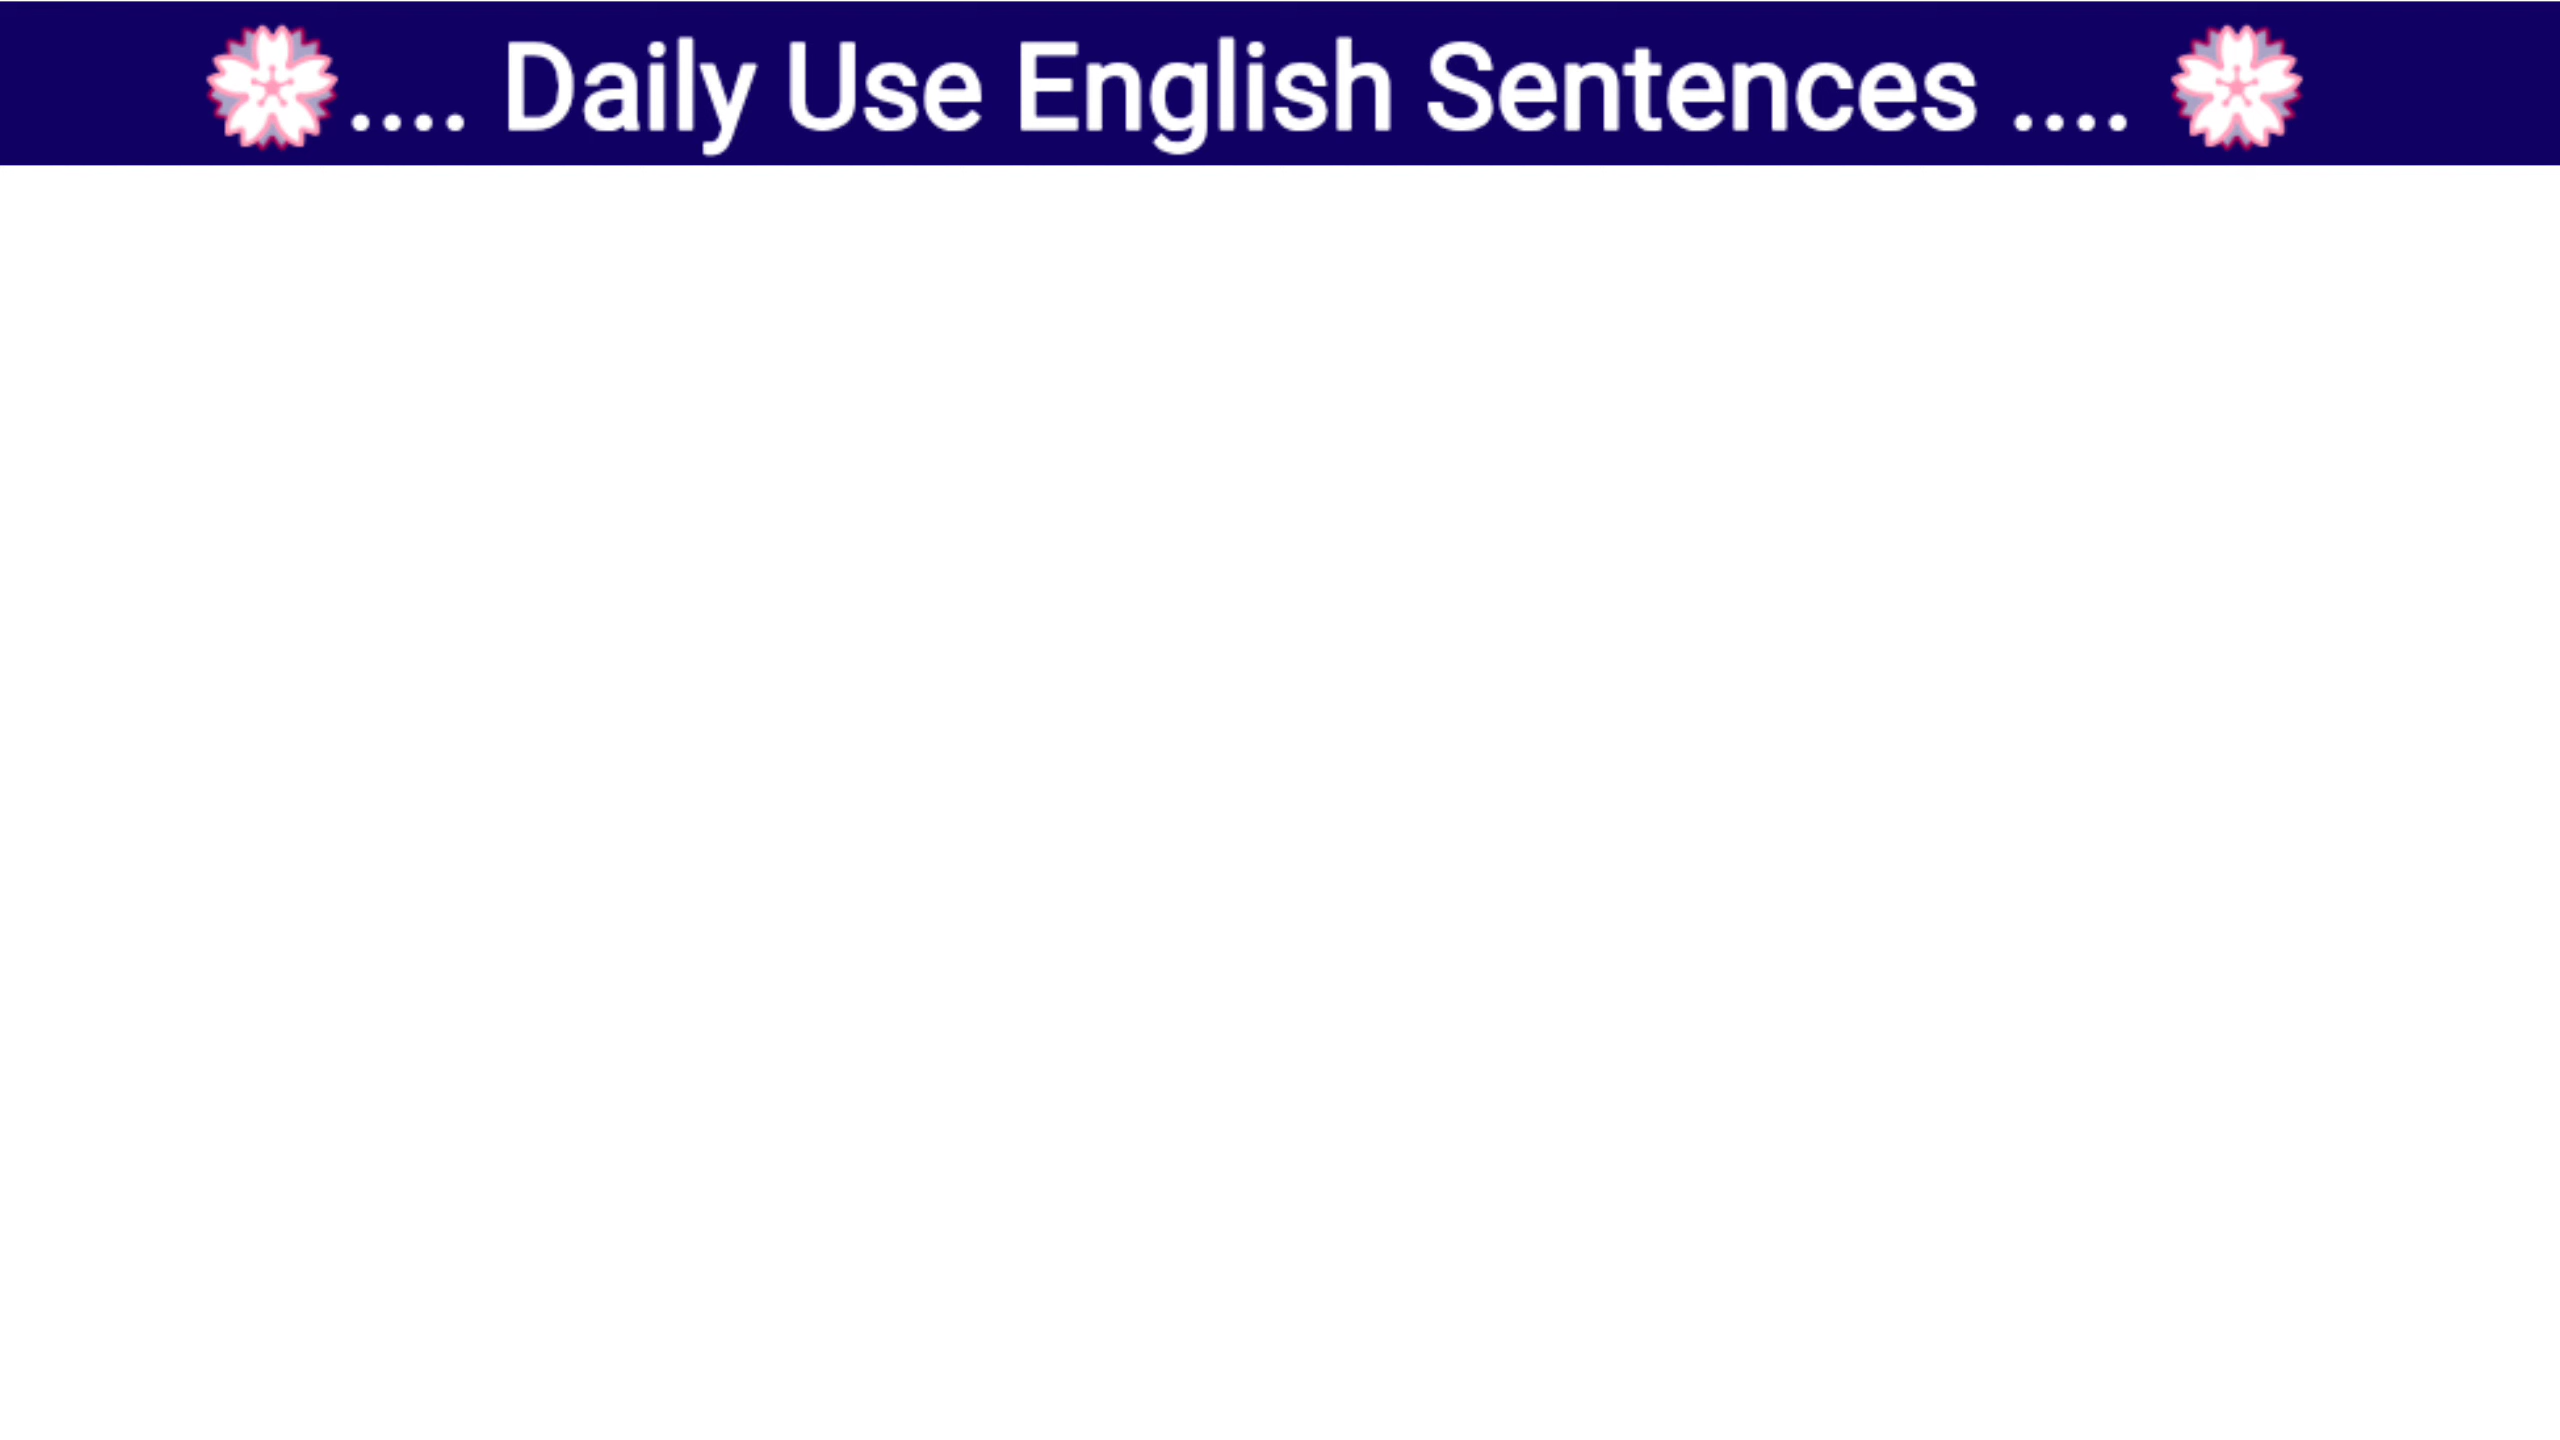 💮.... Daily Use English Sentences .... 💮